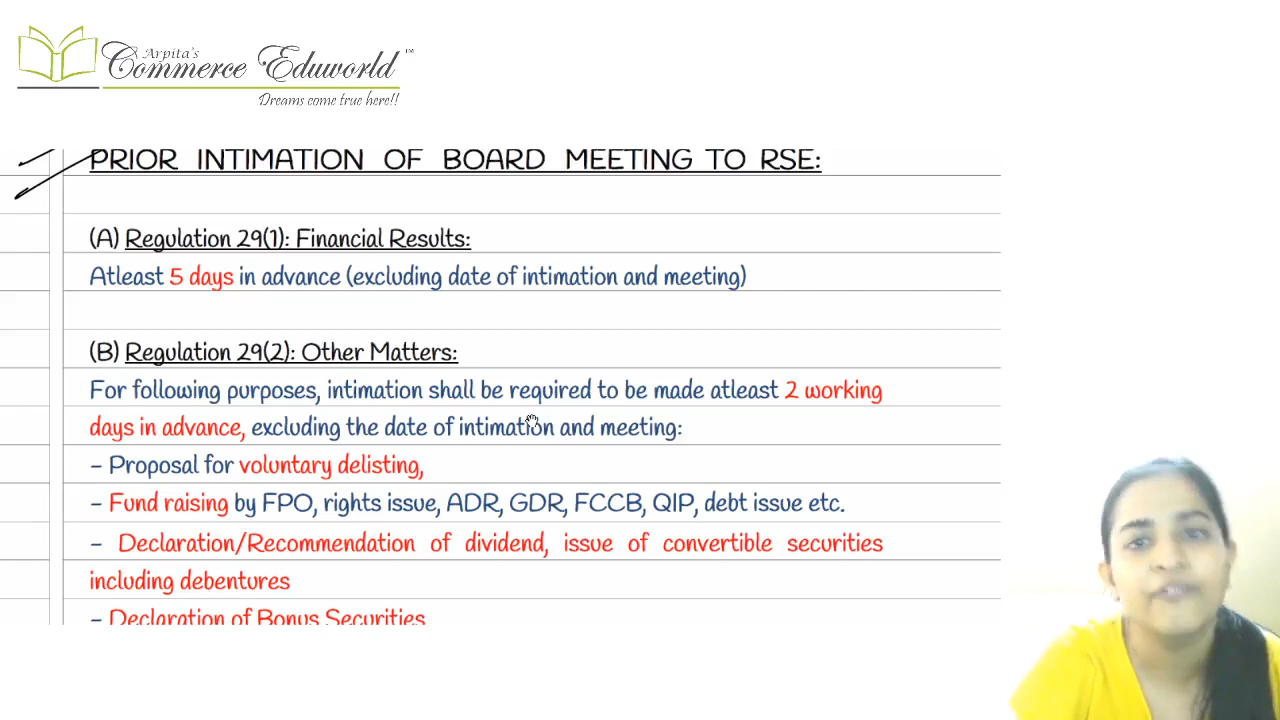 Arpita's
Commerce Eduworld™
Dreams come true here!!
PRIOR INTIMATION OF BOARD MEETING TO RSE:
(A) Regulation 29(1): Financial Results:
Atleast 5 days in advance (excluding date of intimation and meeting)
(B) Regulation 29(2): Other Matters:
For following purposes, intimation shall be required to be made atleast 2 working
days in advance, excluding the date of intimation and meeting:
- Proposal for voluntary delisting,
- Fund raising by FPO, rights issue, ADR, GDR, FCCB, QIP, debt issue etc.
- Declaration/Recommendation of dividend, issue of convertible securities
including debentures
- Declaration of Bonus Securities